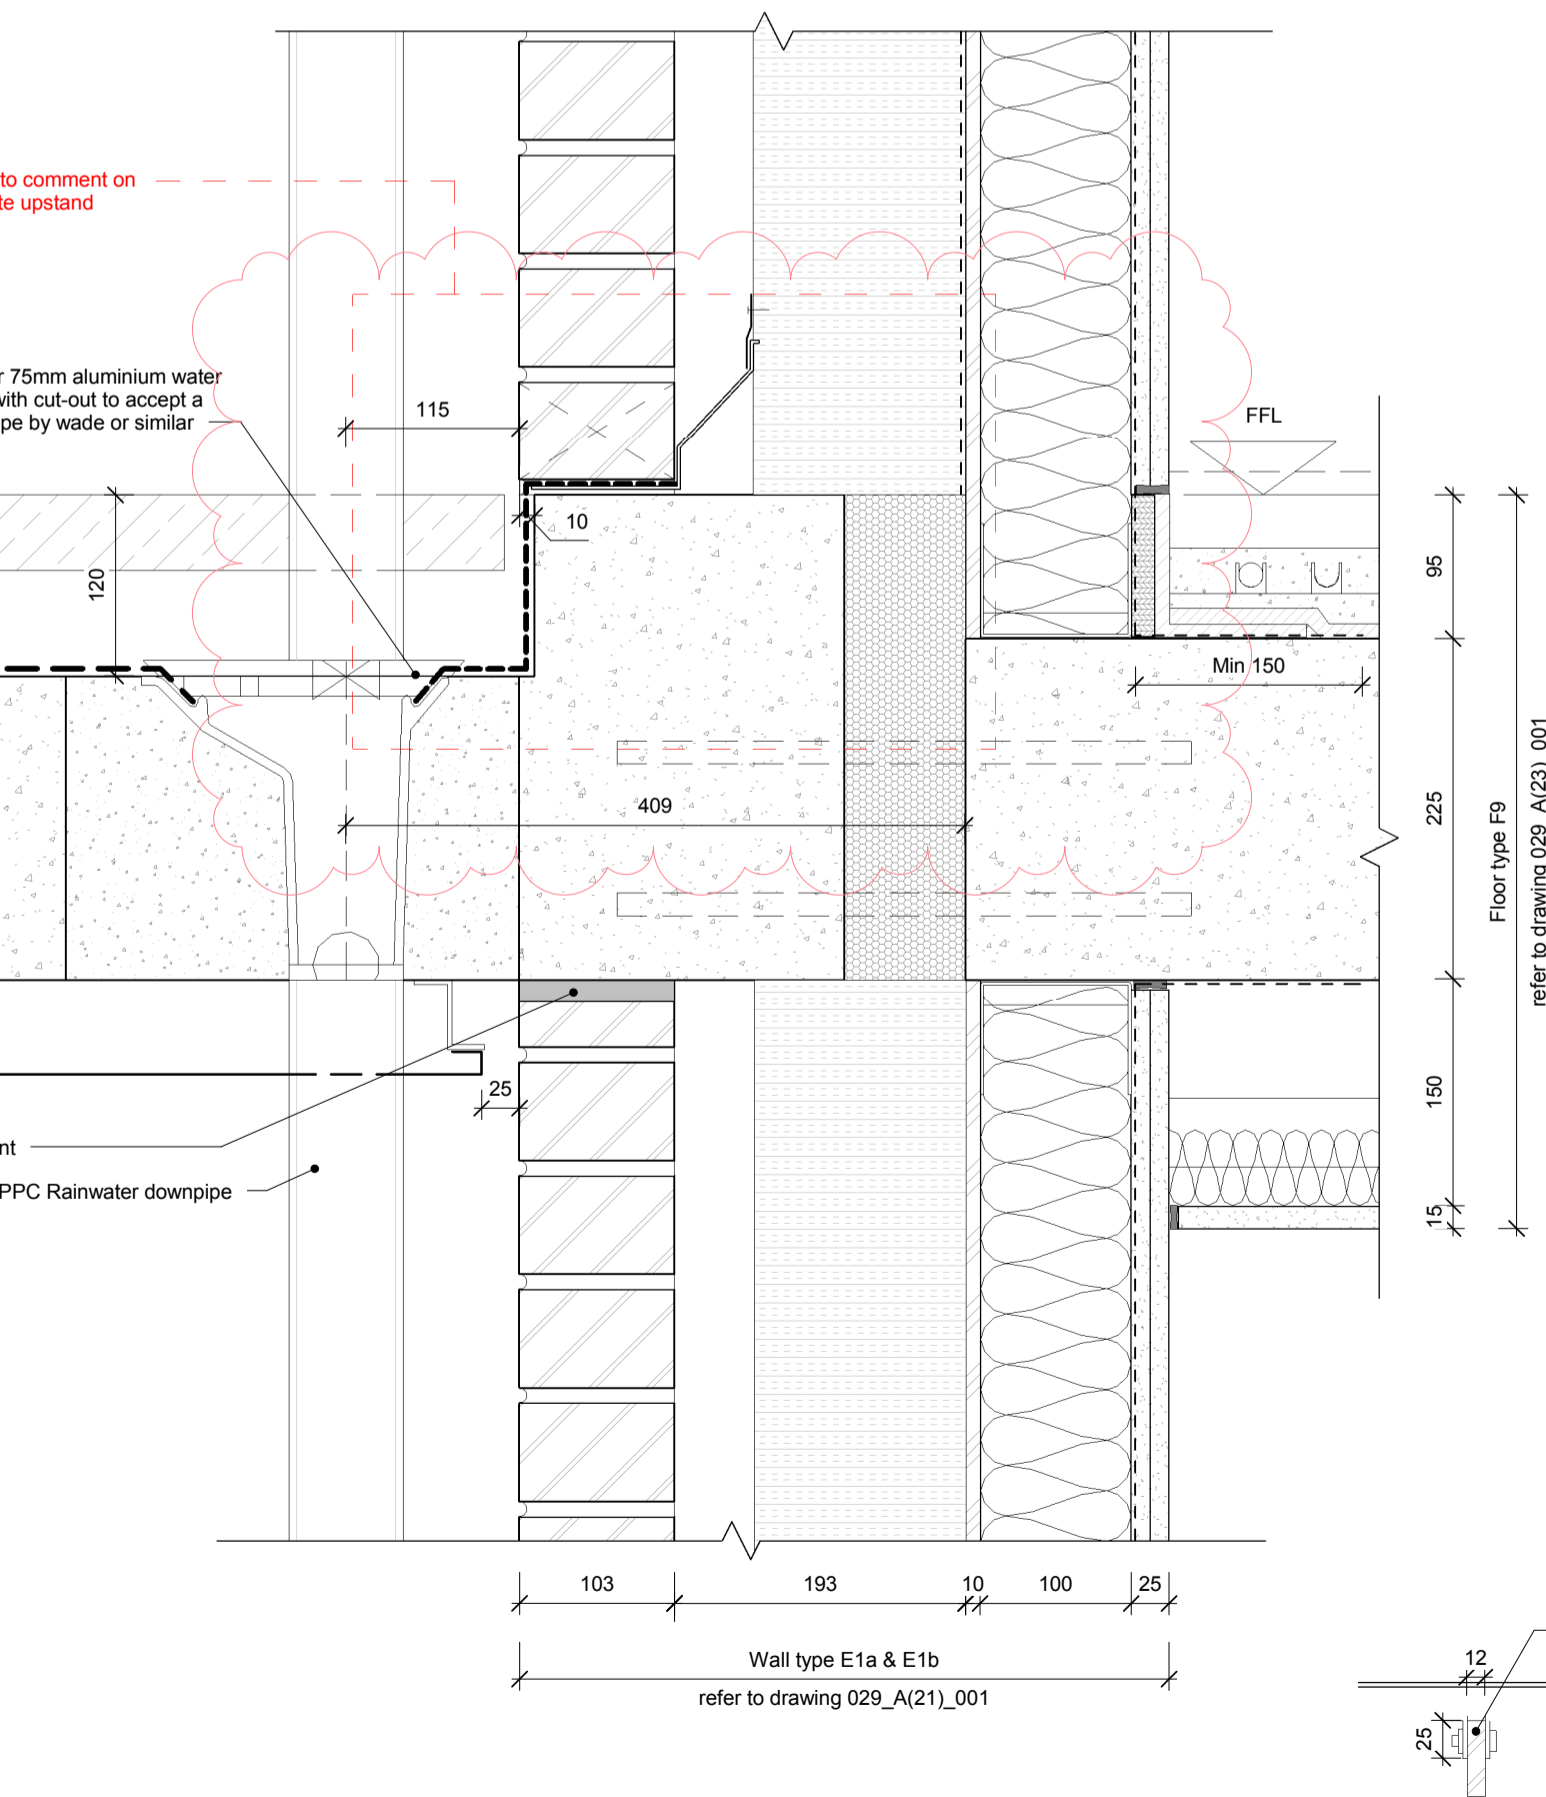 to comment on
te upstand
r 75mm aluminium water
with cut-out to accept a
pe by wade or similar
115
FFL
10
120
95
Min 150
409
225
Floor type F9
refer to drawing 029_A(23)_001
25
150
nt
PPC Rainwater downpipe
15
103
193
10
100
25
Wall type E1a & E1b
refer to drawing 029_A(21)_001
12
25